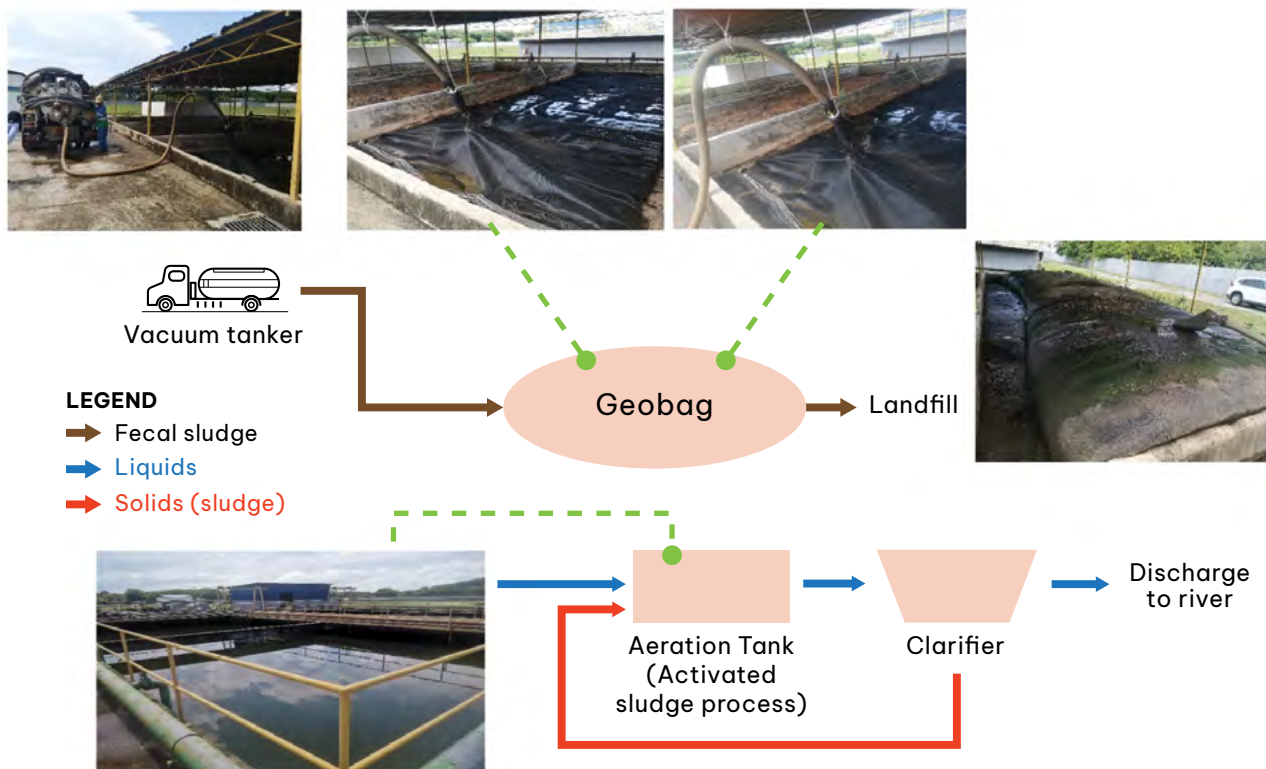 Vacuum tanker
Geobag
Landfill
LEGEND
Fecal sludge
Liquids
Solids (sludge)
Aeration Tank
(Activated
sludge process)
Clarifier
Discharge
to river